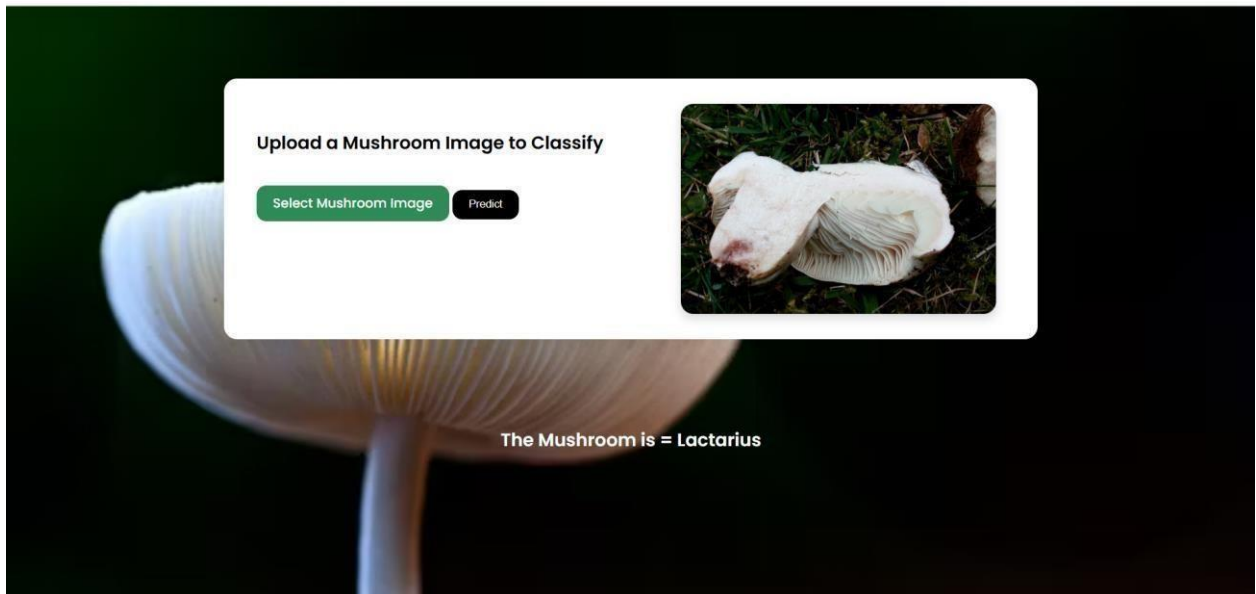 Upload a Mushroom Image to Classify
Select Mushroom Image
Predict
The Mushroom is = Lactarius